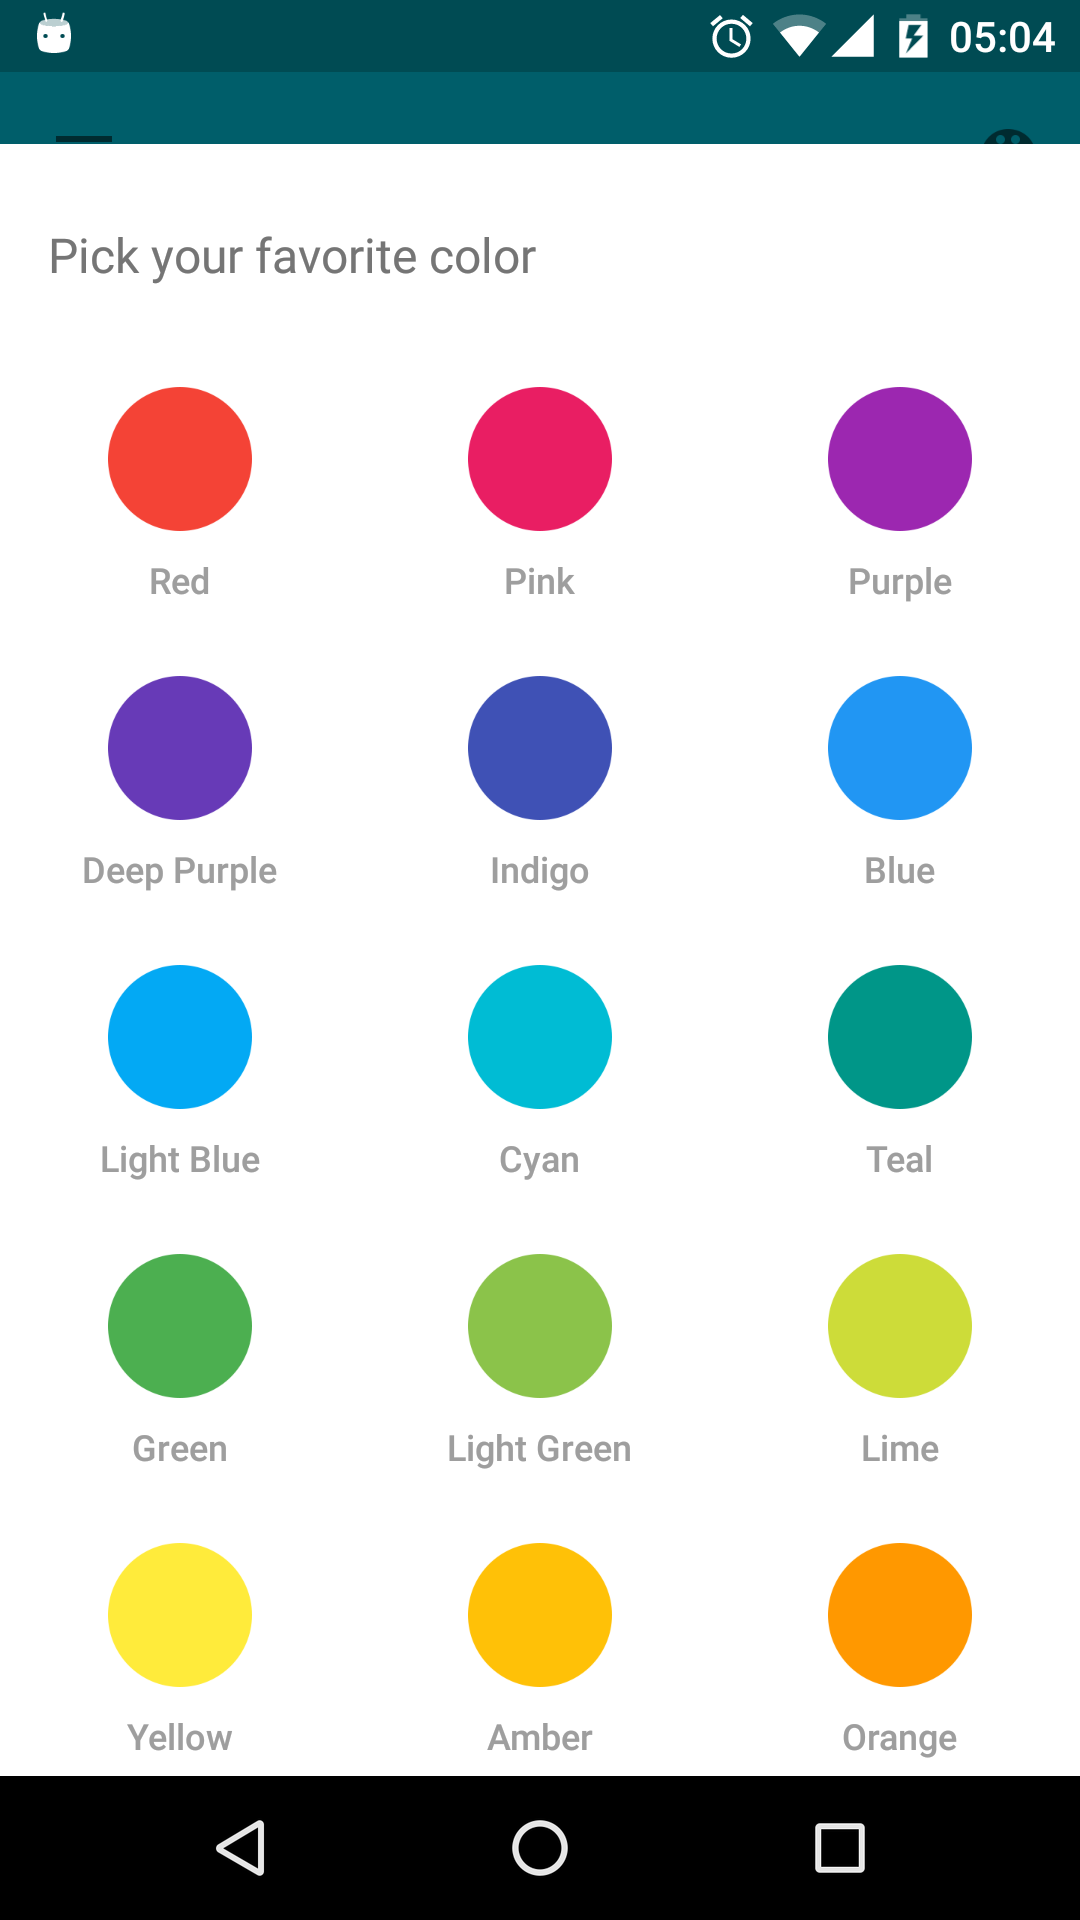 05:04
Pick your favorite color
Red Pink Purple
Deep Purple Indigo Blue
Light Blue Cyan Teal
Green Light Green Lime
Yellow Amber Orange